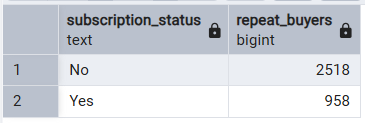 subscription_status repeat_buyers
text bigint
1 No 2518
2 Yes 958